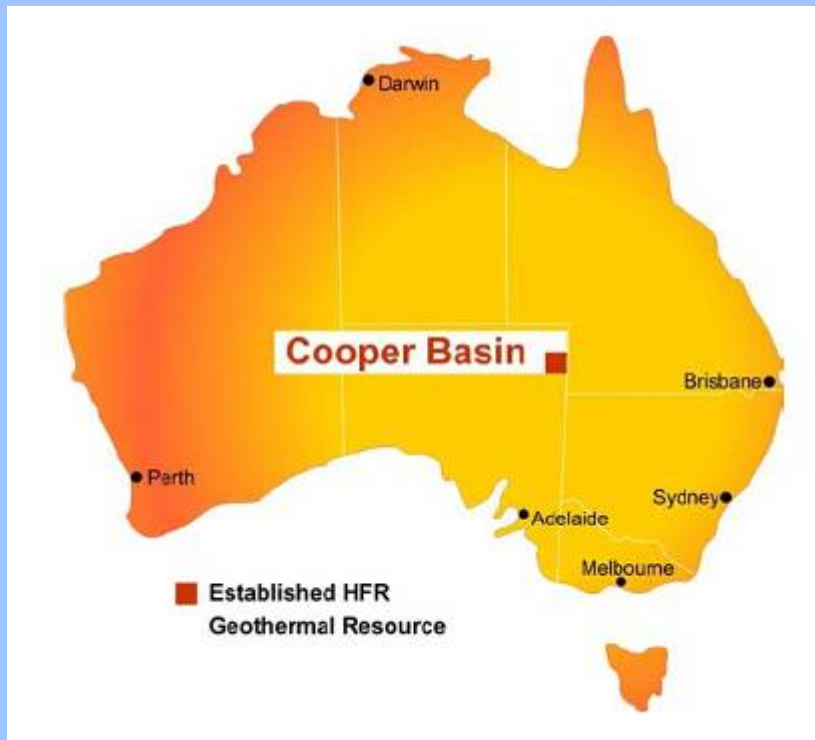 Darwin
Cooper Basin
Brisbane
Perth
Sydney
Adelaide
Melbourne
Established HFR
Geothermal Resource